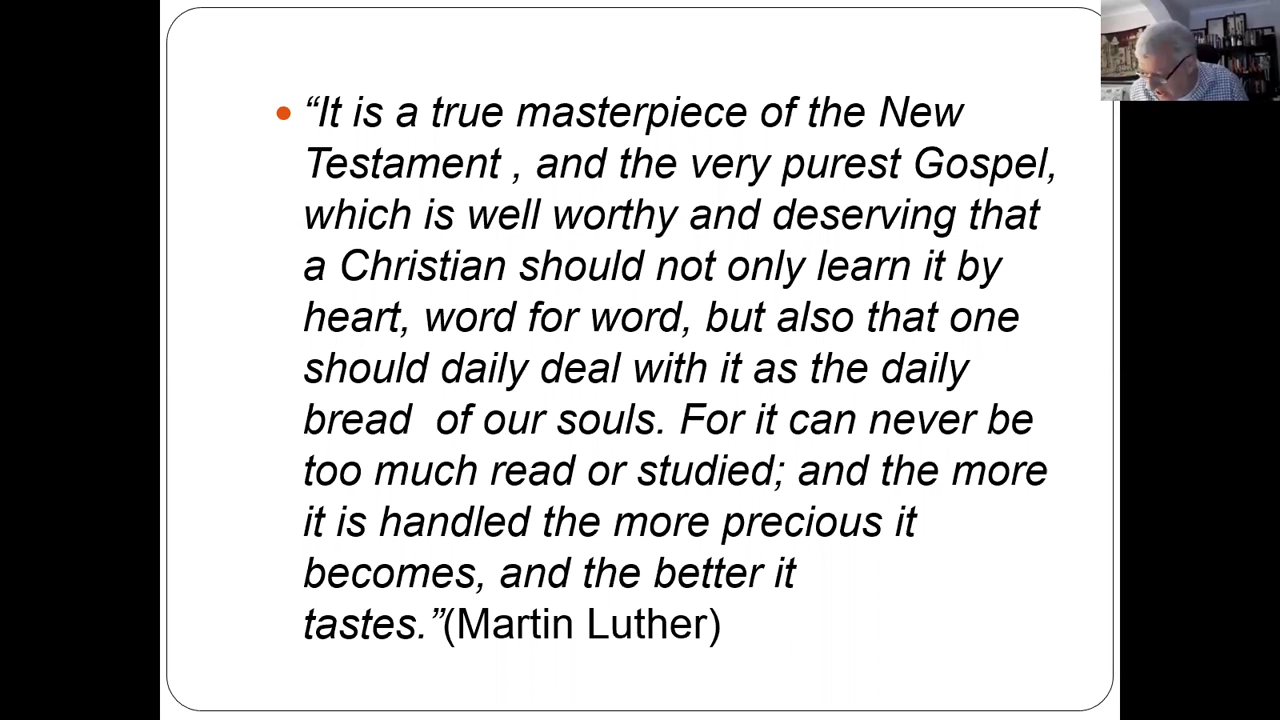 • “It is a true masterpiece of the New
Testament , and the very purest Gospel,
which is well worthy and deserving that
a Christian should not only learn it by
heart, word for word, but also that one
should daily deal with it as the daily
bread  of our souls. For it can never be
too much read or studied; and the more
it is handled the more precious it
becomes, and the better it
tastes.”(Martin Luther)